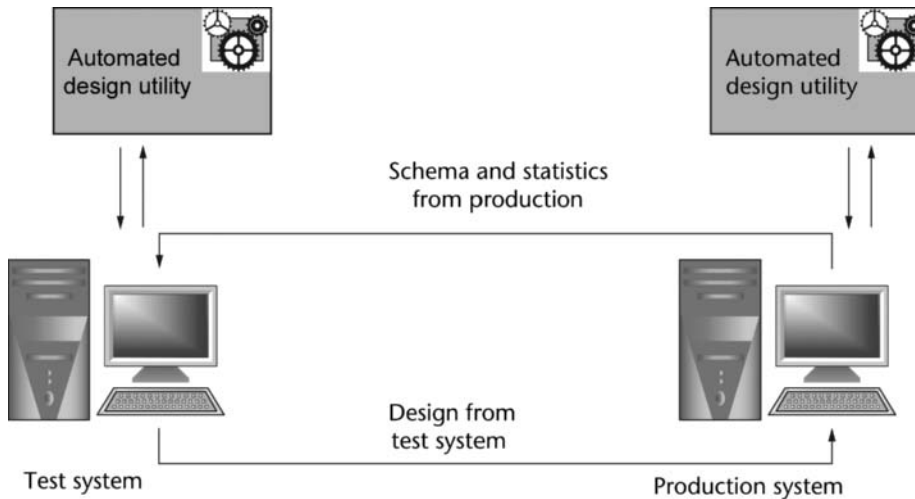 Automated
design utility
Automated
design utility
Schema and statistics
from production
Design from
test system
Test system
Production system